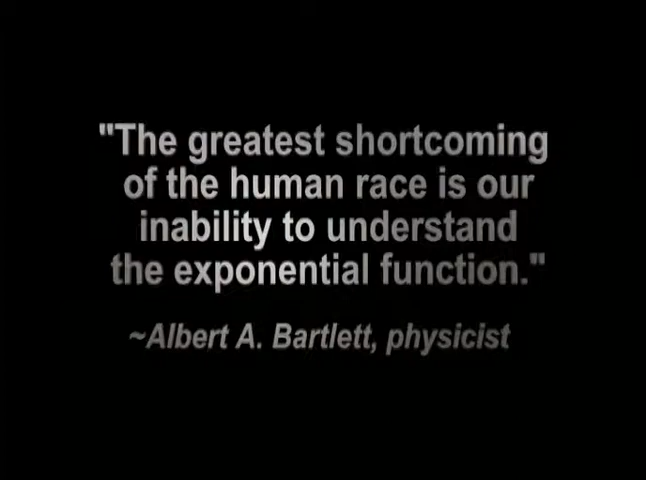 "The greatest shortcoming
of the human race is our
inability to understand
the exponential function."
~Albert A. Bartlett, physicist